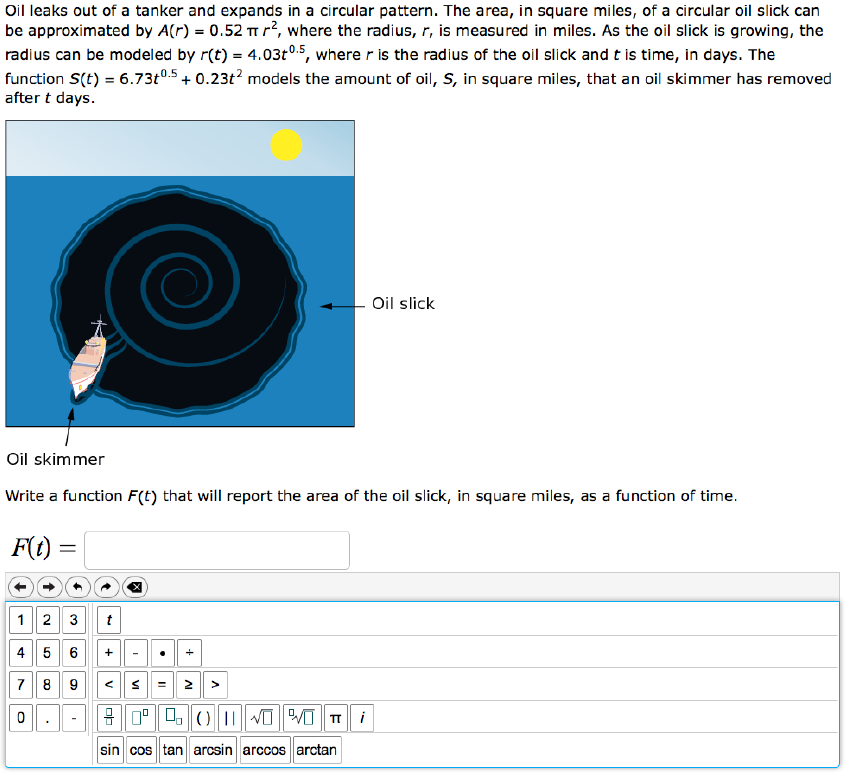 Oil leaks out of a tanker and expands in a circular pattern. The area, in square miles, of a circular oil slick can
be approximated by A(r) = 0.52 π r², where the radius, r, is measured in miles. As the oil slick is growing, the
radius can be modeled by r(t) = 4.03t^0.5, where r is the radius of the oil slick and t is time, in days. The
function S(t) = 6.73t^0.5 + 0.23t² models the amount of oil, S, in square miles, that an oil skimmer has removed
after t days.
Oil slick
Oil skimmer
Write a function F(t) that will report the area of the oil slick, in square miles, as a function of time.
F(t) =
1 2 3 t
4 5 6 + - • ÷
7 8 9 < ≤ = ≥ >
0 . - ( ) | | √ √ π i
sin cos tan arcsin arccos arctan